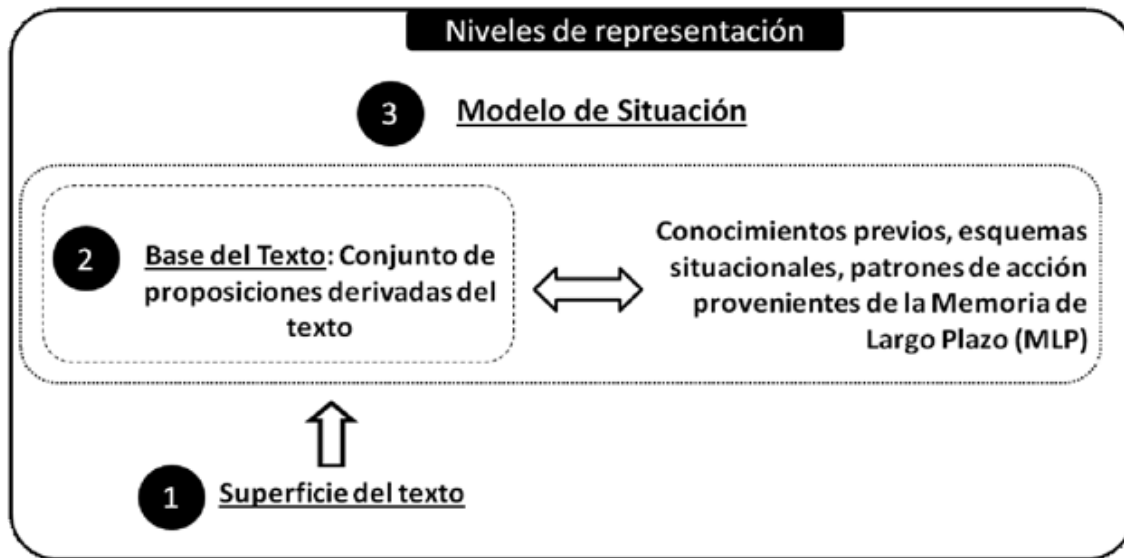 Niveles de representación
3 Modelo de Situación
2 Base del Texto: Conjunto de
proposiciones derivadas del
texto
Conocimientos previos, esquemas
situacionales, patrones de acción
provenientes de la Memoria de
Largo Plazo (MLP)
1 Superficie del texto